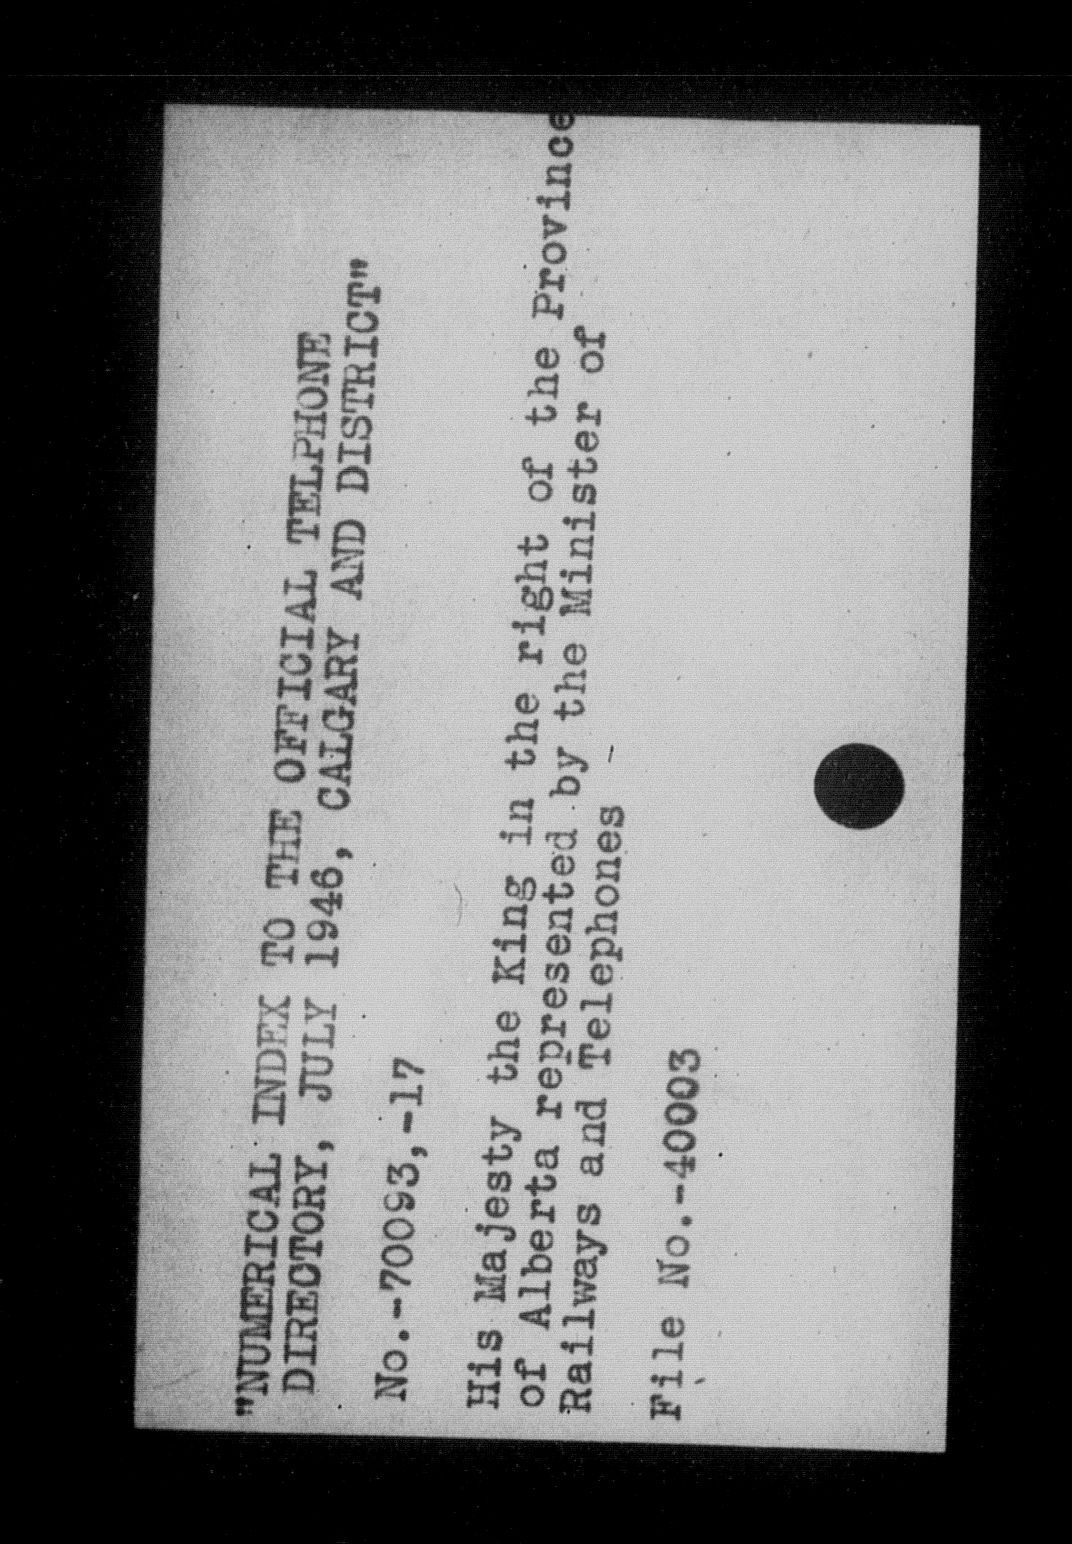 "NUMERICAL INDEX TO THE OFFICIAL TELPHONE
DIRECTORY, JULY 1946, CALGARY AND DISTRICT"
No.-70093,-17
His Majesty the King in the right of the Province
of Alberta represented by the Minister of
Railways and Telephones
File No.-40003